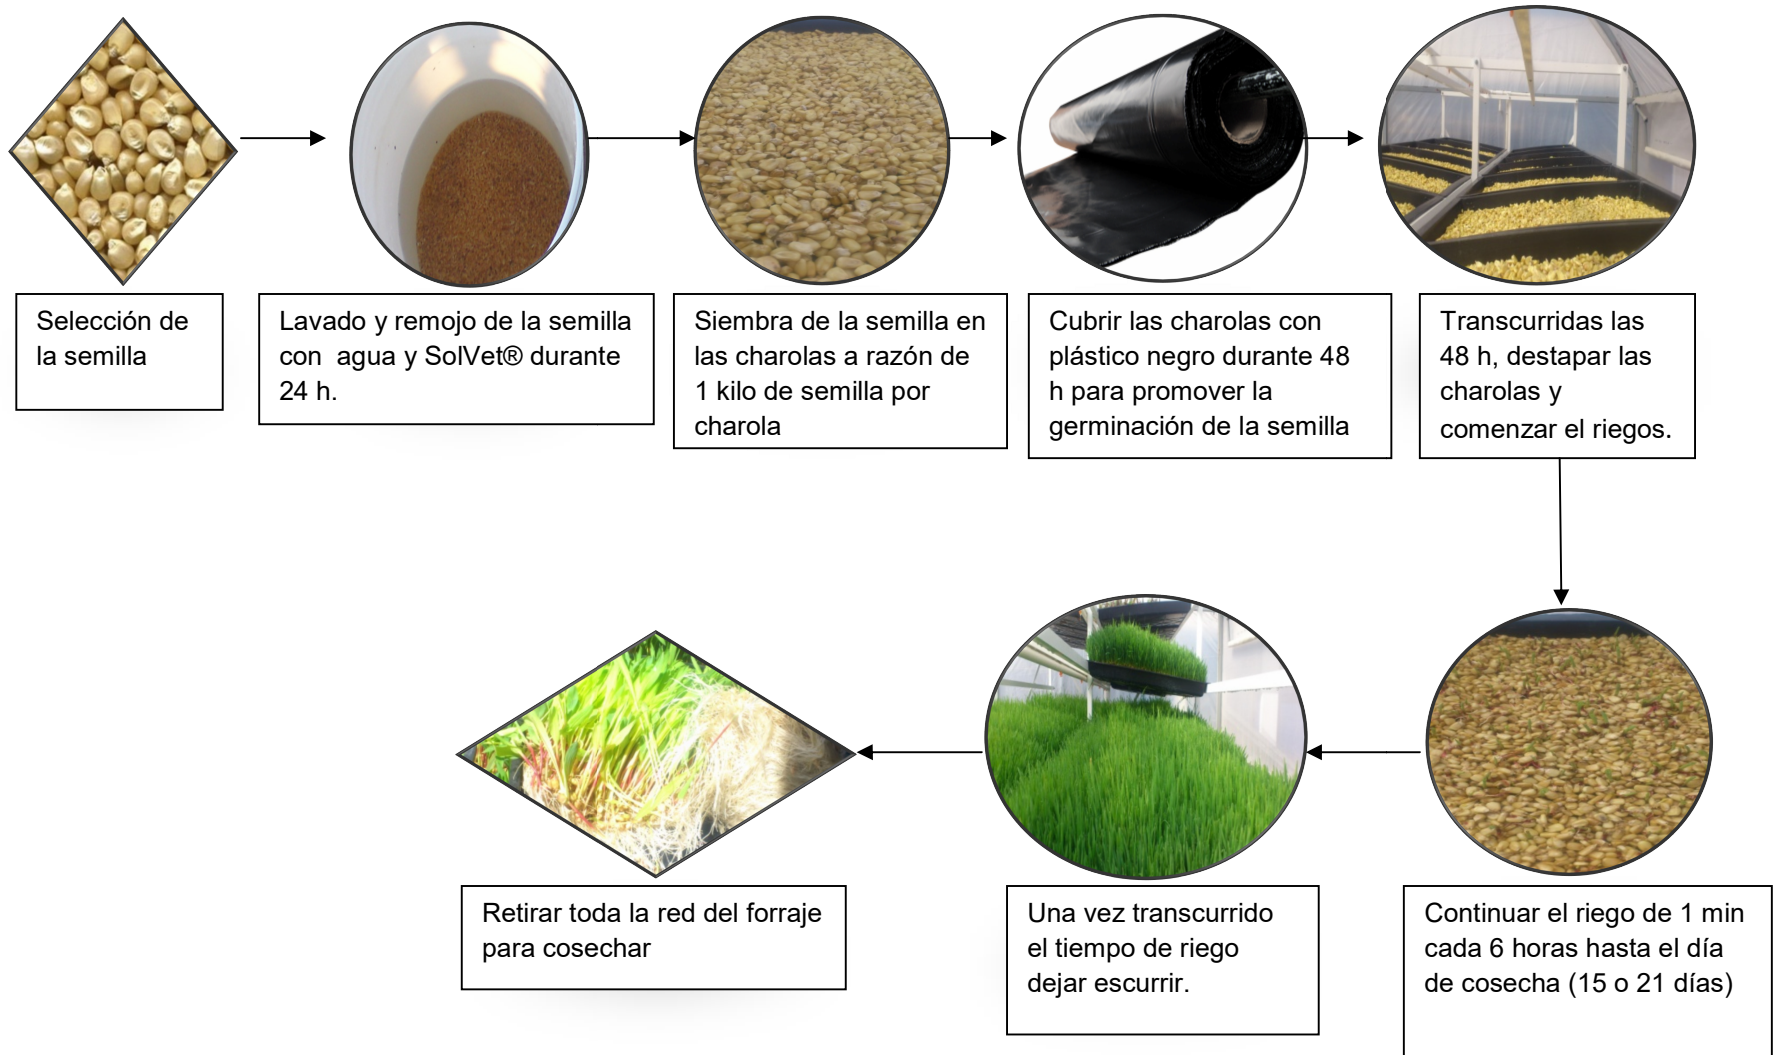 Selección de
la semilla
Lavado y remojo de la semilla
con agua y SolVet® durante
24 h.
Siembra de la semilla en
las charolas a razón de
1 kilo de semilla por
charola
Cubrir las charolas con
plástico negro durante 48
h para promover la
germinación de la semilla
Transcurridas las
48 h, destapar las
charolas y
comenzar el riegos.
Continuar el riego de 1 min
cada 6 horas hasta el día
de cosecha (15 o 21 días)
Una vez transcurrido
el tiempo de riego
dejar escurrir.
Retirar toda la red del forraje
para cosechar